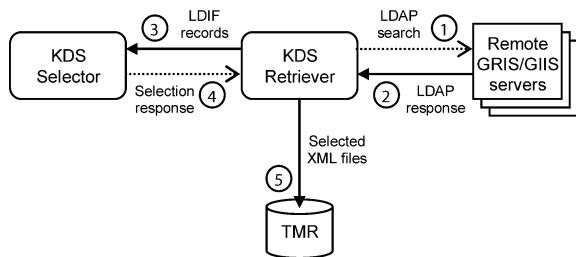 3
LDIF
records
LDAP
search
1
KDS
Selector
KDS
Retriever
Remote
GRIS/GIIS
servers
Selection
response
4
2
LDAP
response
Selected
XML files
5
TMR